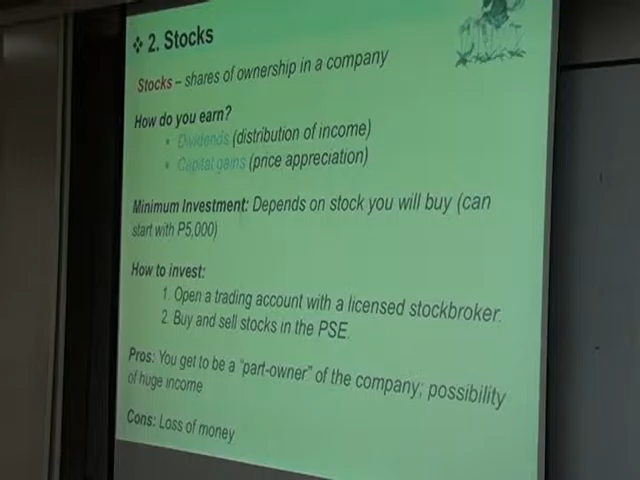 ❖ 2. Stocks
Stocks – shares of ownership in a company
How do you earn?
• Dividends (distribution of income)
• Capital gains (price appreciation)
Minimum Investment: Depends on stock you will buy (can
start with P5,000)
How to invest:
1. Open a trading account with a licensed stockbroker.
2. Buy and sell stocks in the PSE.
Pros: You get to be a “part-owner” of the company; possibility
of huge income
Cons: Loss of money